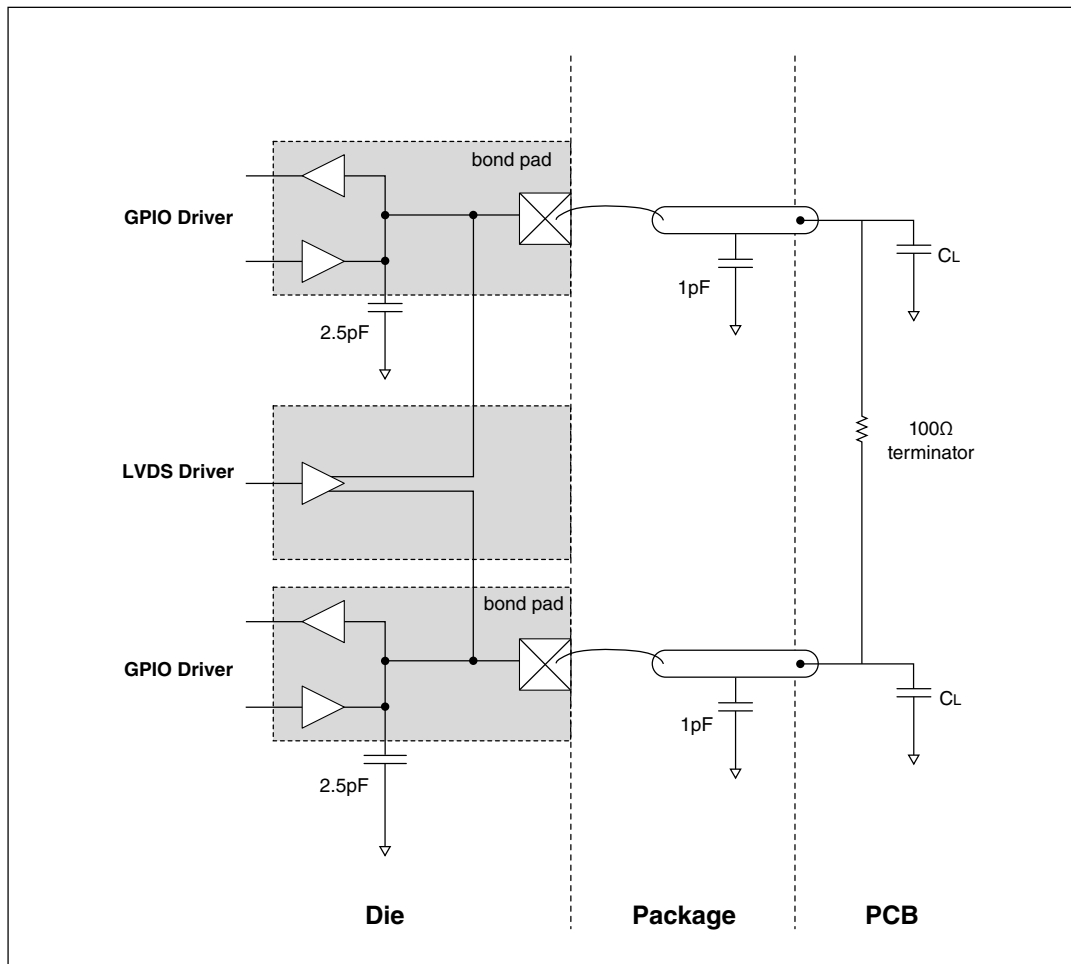 bond pad
GPIO Driver
2.5pF
1pF
CL
LVDS Driver
100Ω
terminator
bond pad
GPIO Driver
2.5pF
1pF
CL
Die
Package
PCB